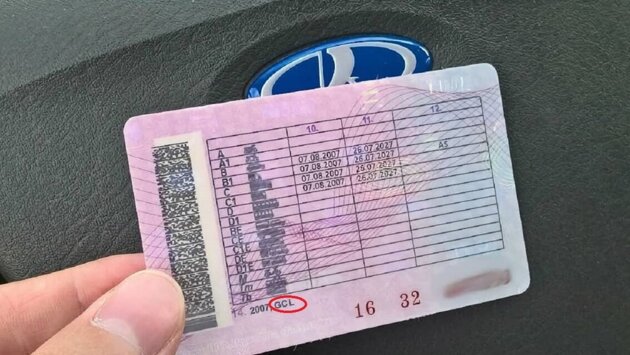 10. 11. 12.
A
A1
B 07.08.2007 26.07.2027
B1 07.08.2007 26.07.2027 AS
C 07.08.2007 26.07.2027
C1 07.08.2007 26.07.2027
D
D1
BE
CE
C1E
DE
D1E
M
Tm
Tb
14. 2007, GCL
16 32